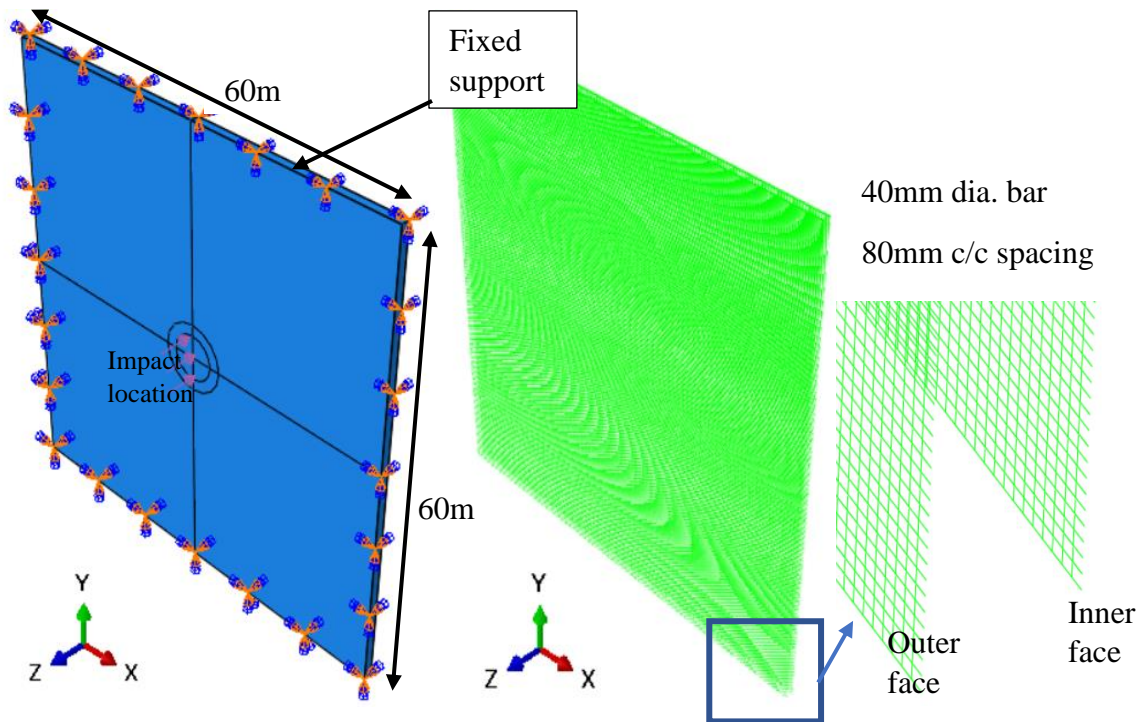 Fixed
support
60m
40mm dia. bar
80mm c/c spacing
Impact
location
60m
Y
Z
X
Y
Z
X
Outer
face
Inner
face